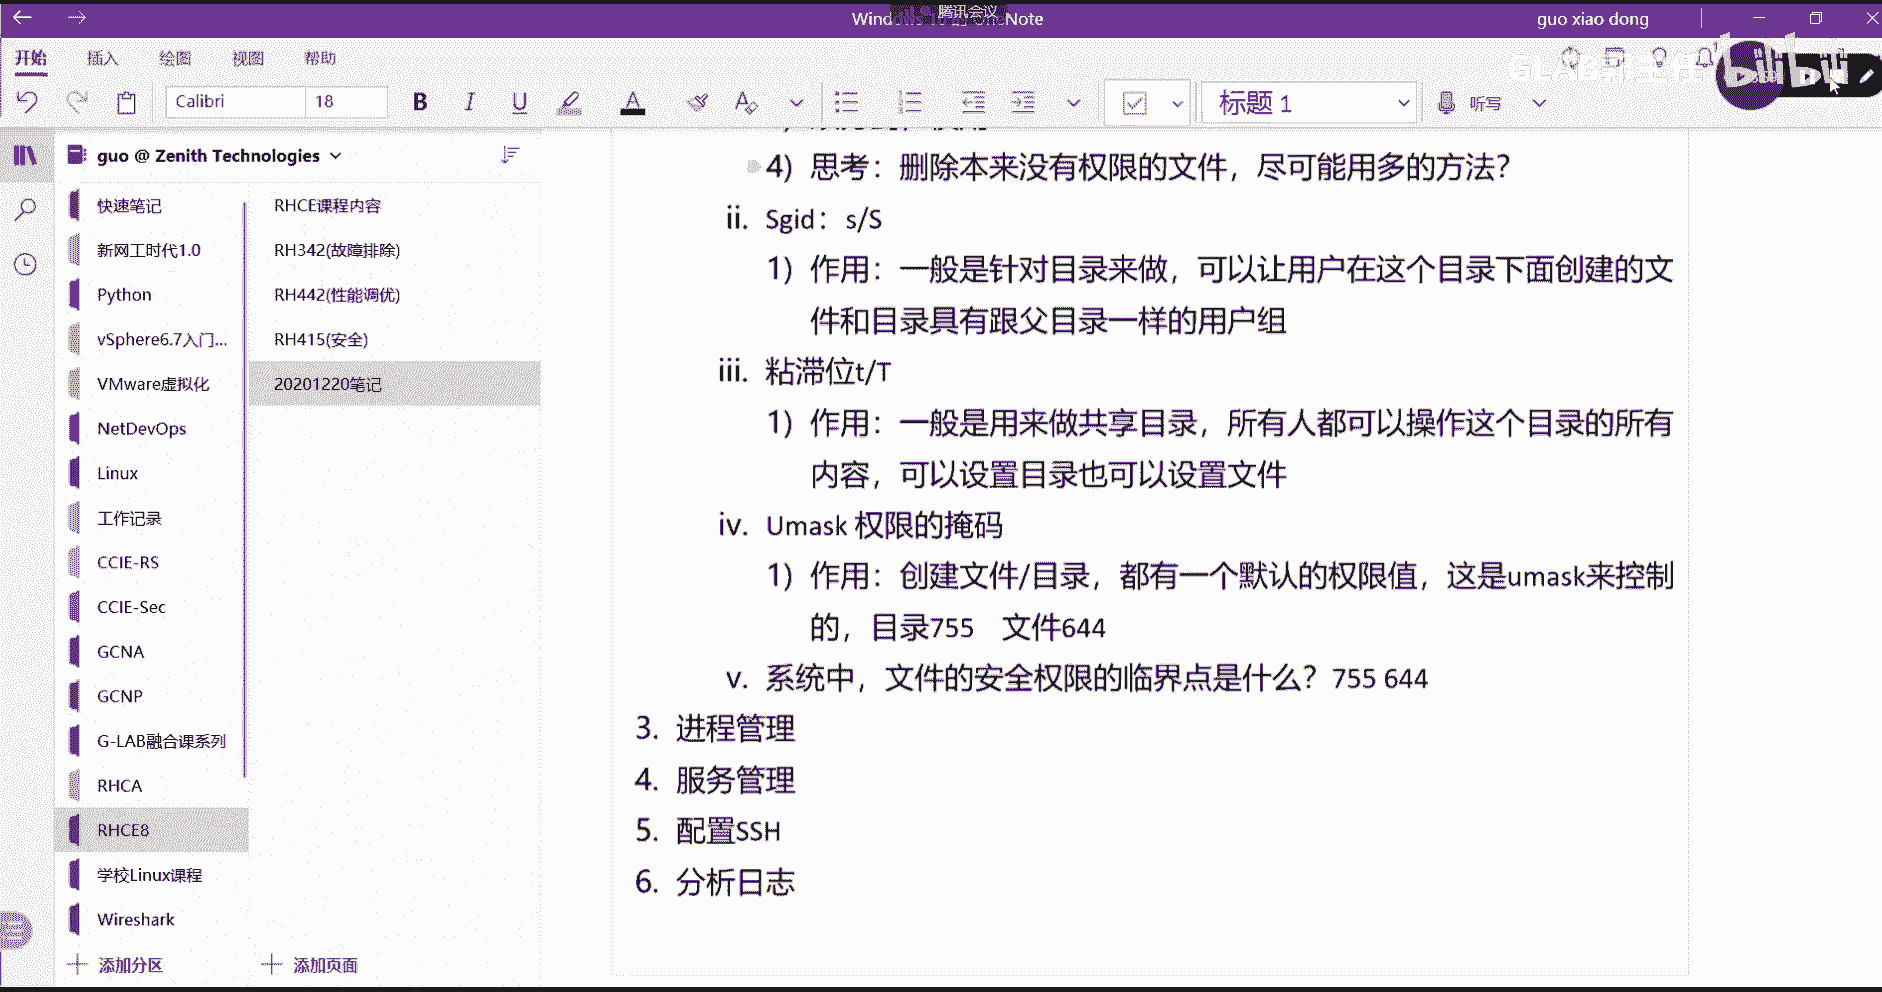 腾讯会议
guo xiao dong
开始 插入 绘图 视图 帮助
Calibri 18 B I U A 标题 1 听写
guo @ Zenith Technologies
快速笔记
新网工时代1.0
Python
vSphere6.7入门...
VMware虚拟化
NetDevOps
Linux
工作记录
CCIE-RS
CCIE-Sec
GCNA
GCNP
G-LAB融合课系列
RHCA
RHCE8
学校Linux课程
Wireshark
添加分区
RHCE课程内容
RH342(故障排除)
RH442(性能调优)
RH415(安全)
20201220笔记
添加页面
4) 思考：删除本来没有权限的文件，尽可能用多的方法？
ii. Sgid：s/S
1) 作用：一般是针对目录来做，可以让用户在这个目录下面创建的文
件和目录具有跟父目录一样的用户组
iii. 粘滞位t/T
1) 作用：一般是用来做共享目录，所有人都可以操作这个目录的所有
内容，可以设置目录也可以设置文件
iv. Umask 权限的掩码
1) 作用：创建文件/目录，都有一个默认的权限值，这是umask来控制
的，目录755 文件644
v. 系统中，文件的安全权限的临界点是什么？755 644
3. 进程管理
4. 服务管理
5. 配置SSH
6. 分析日志
bilibili